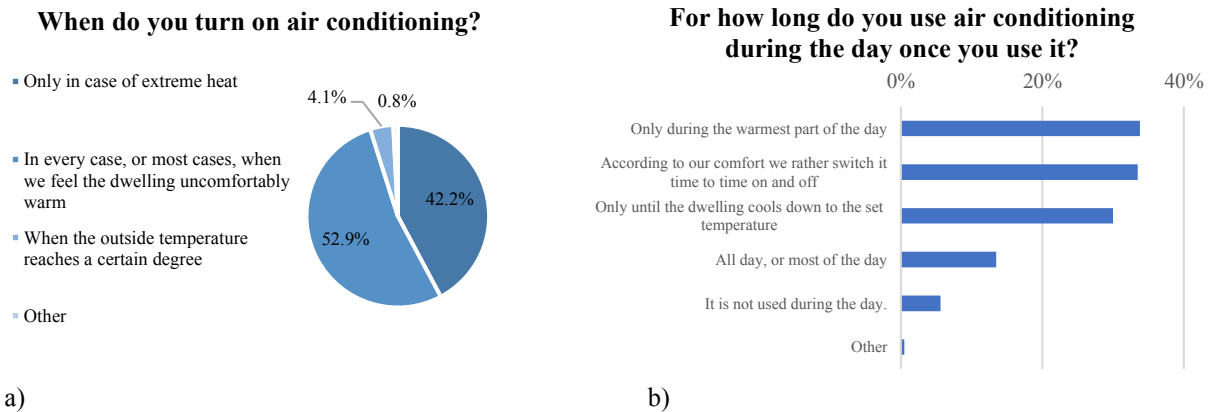 When do you turn on air conditioning?
Only in case of extreme heat
In every case, or most cases, when
we feel the dwelling uncomfortably
warm
When the outside temperature
reaches a certain degree
Other
4.1%
0.8%
42.2%
52.9%
a)
For how long do you use air conditioning
during the day once you use it?
0%
20%
40%
Only during the warmest part of the day
According to our comfort we rather switch it
time to time on and off
Only until the dwelling cools down to the set
temperature
All day, or most of the day
It is not used during the day.
Other
b)